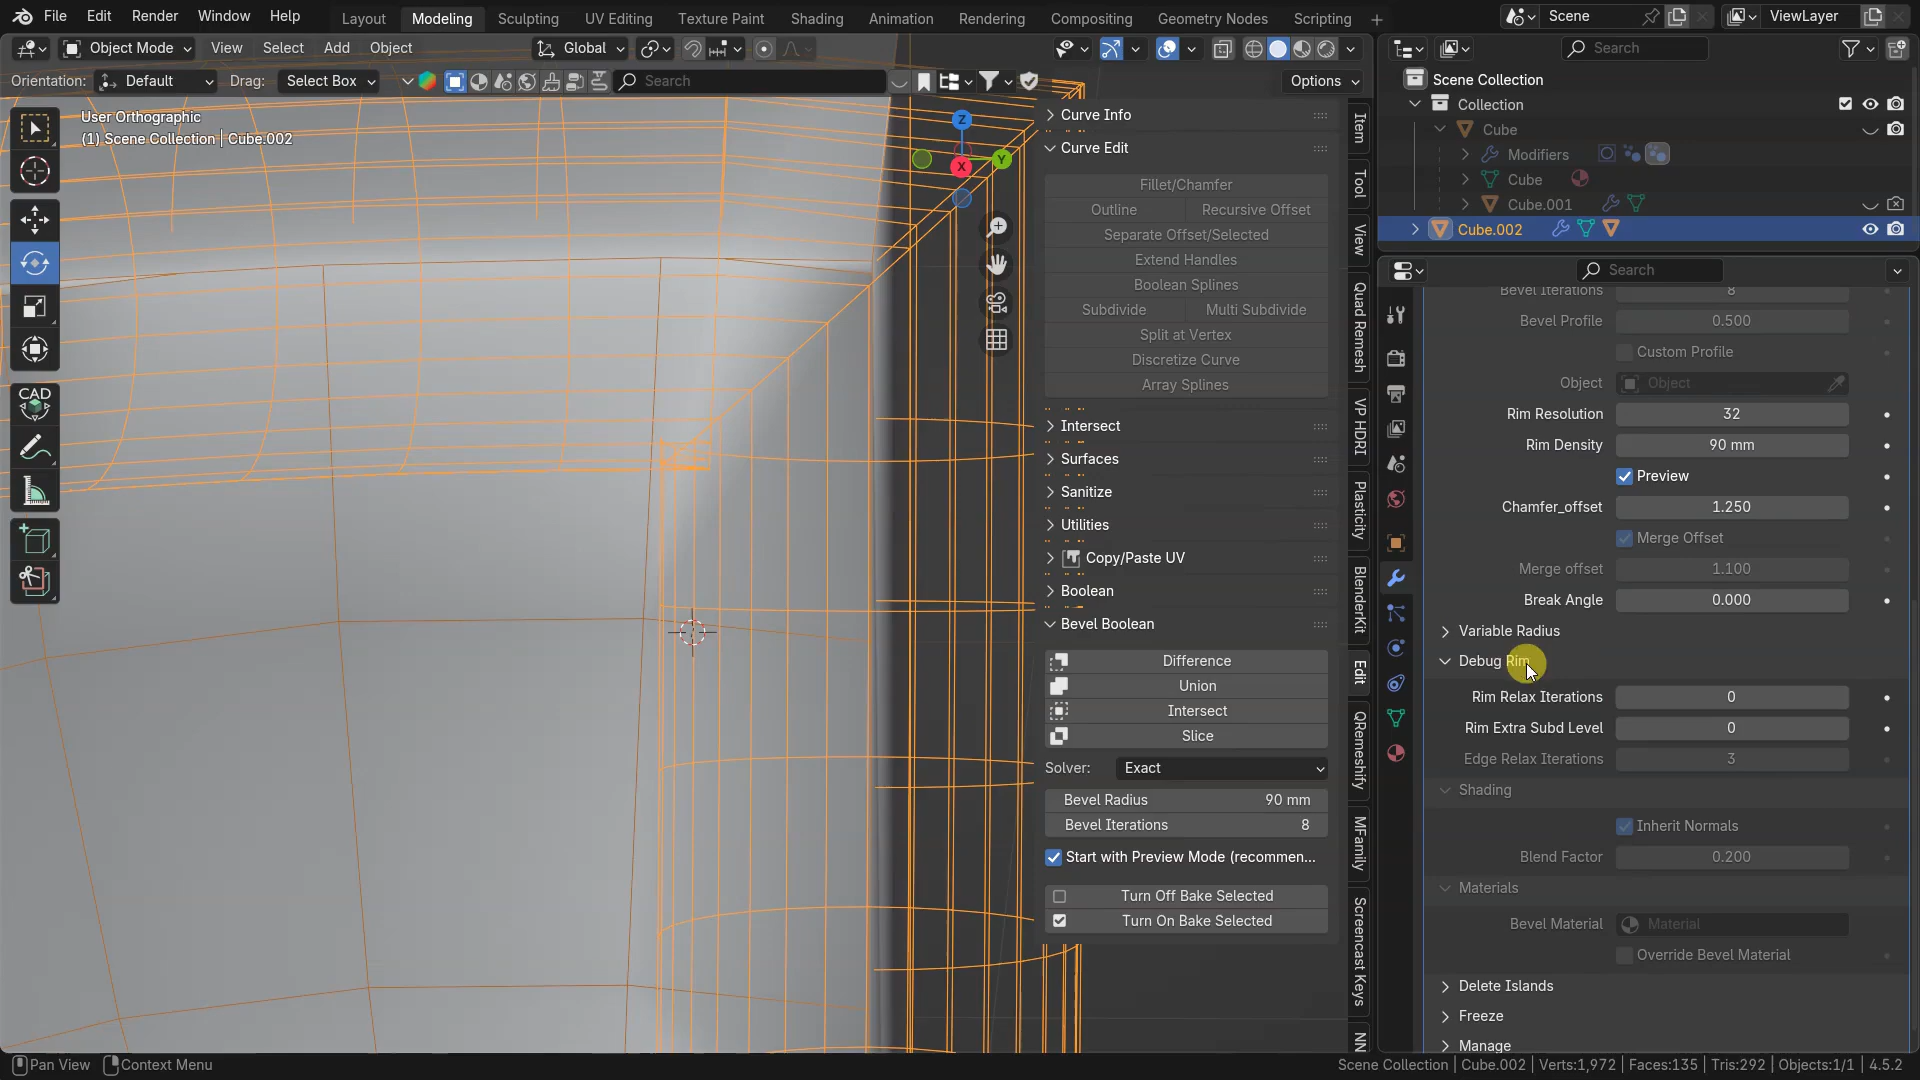 File Edit Render Window Help Layout Modeling Sculpting UV Editing Texture Paint Shading Animation Rendering Compositing Geometry Nodes Scripting + Scene ViewLayer
Object Mode View Select Add Object Global Search
Orientation: Default Drag: Select Box Search Options
User Orthographic
(1) Scene Collection | Cube.002
Z
Y
X
CAD
Curve Info
Curve Edit
Fillet/Chamfer
Outline Recursive Offset
Separate Offset/Selected
Extend Handles
Boolean Splines
Subdivide Multi Subdivide
Split at Vertex
Discretize Curve
Array Splines
Intersect
Surfaces
Sanitize
Utilities
Copy/Paste UV
Boolean
Bevel Boolean
Difference
Union
Intersect
Slice
Solver: Exact
Bevel Radius 90 mm
Bevel Iterations 8
Start with Preview Mode (recommen...
Turn Off Bake Selected
Turn On Bake Selected
Item
Tool
View
Quad Remesh
VP HDRI
Plasticity
BlenderKit
Edit
QRemeshify
MFamily
Screencast Keys
NN
Scene Collection
Collection
Cube
Modifiers
Cube
Cube.001
Cube.002
Search
Bevel Iterations 8
Bevel Profile 0.500
Custom Profile
Object Object
Rim Resolution 32
Rim Density 90 mm
Preview
Chamfer_offset 1.250
Merge Offset
Merge offset 1.100
Break Angle 0.000
Variable Radius
Debug Rim
Rim Relax Iterations 0
Rim Extra Subd Level 0
Edge Relax Iterations 3
Shading
Inherit Normals
Blend Factor 0.200
Materials
Bevel Material Material
Override Bevel Material
Delete Islands
Freeze
Manage
Pan View Context Menu
Scene Collection | Cube.002 | Verts:1,972 | Faces:135 | Tris:292 | Objects:1/1 | 4.5.2